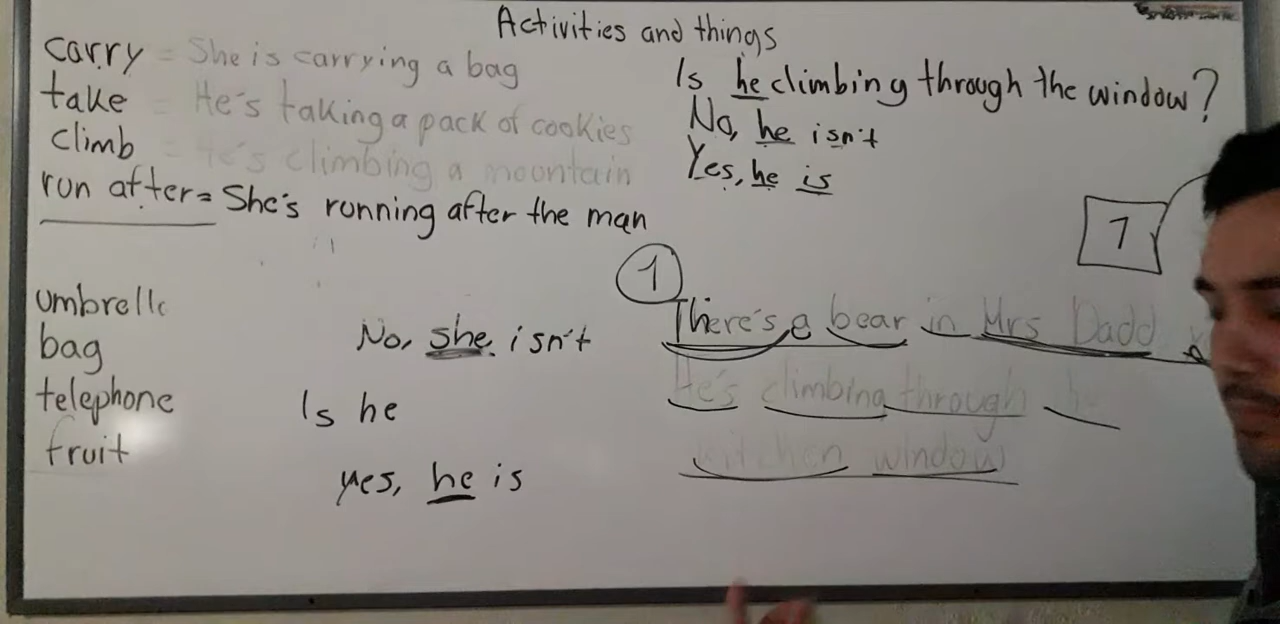 Activities and things
carry = She is carrying a bag
take = He's taking a pack of cookies
climb = He's climbing a mountain
run after = She's running after the man
umbrella
bag
telephone
fruit
No, she isn't
Is he
yes, he is
Is he climbing through the window?
No, he isn't
Yes, he is
7
1
There's a bear in Mrs Dadd
He's climbing through
kitchen window